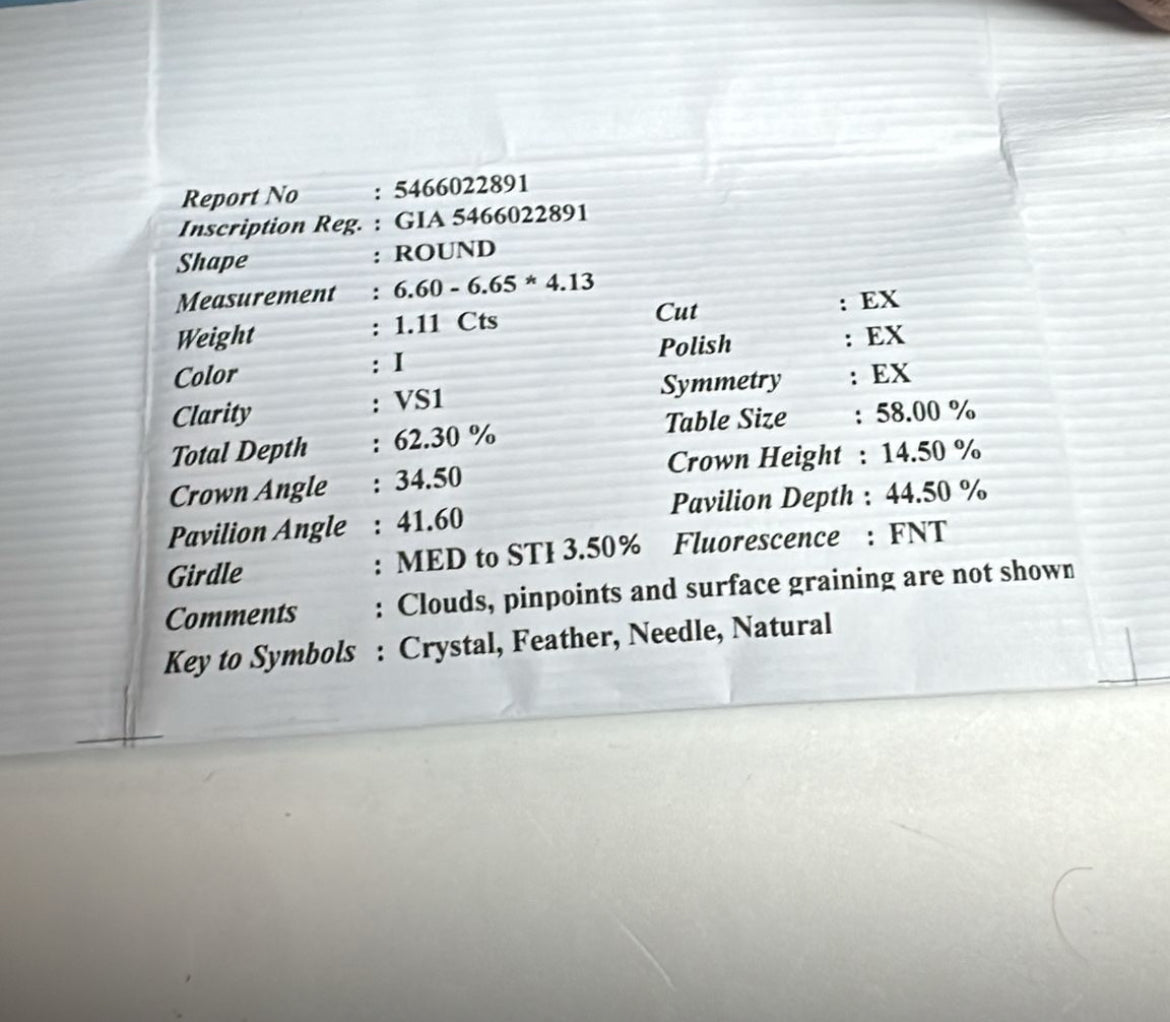 Report No : 5466022891
Inscription Reg. : GIA 5466022891
Shape : ROUND
Measurement : 6.60 - 6.65 * 4.13
Weight : 1.11 Cts Cut : EX
Color : I Polish : EX
Clarity : VS1 Symmetry : EX
Total Depth : 62.30 % Table Size : 58.00 %
Crown Angle : 34.50 Crown Height : 14.50 %
Pavilion Angle : 41.60 Pavilion Depth : 44.50 %
Girdle : MED to STI 3.50% Fluorescence : FNT
Comments : Clouds, pinpoints and surface graining are not shown
Key to Symbols : Crystal, Feather, Needle, Natural